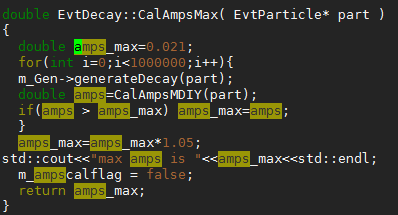 double EvtDecay::CalAmpsMax( EvtParticle* part )
{
  double amps_max=0.021;
  for(int i=0;i<1000000;i++){
  m_Gen->generateDecay(part);
  double amps=CalAmpsMDIY(part);
  if(amps > amps_max) amps_max=amps;
  }
  amps_max=amps_max*1.05;
std::cout<<"max amps is "<<amps_max<<std::endl;
  m_ampscalflag = false;
  return amps_max;
}